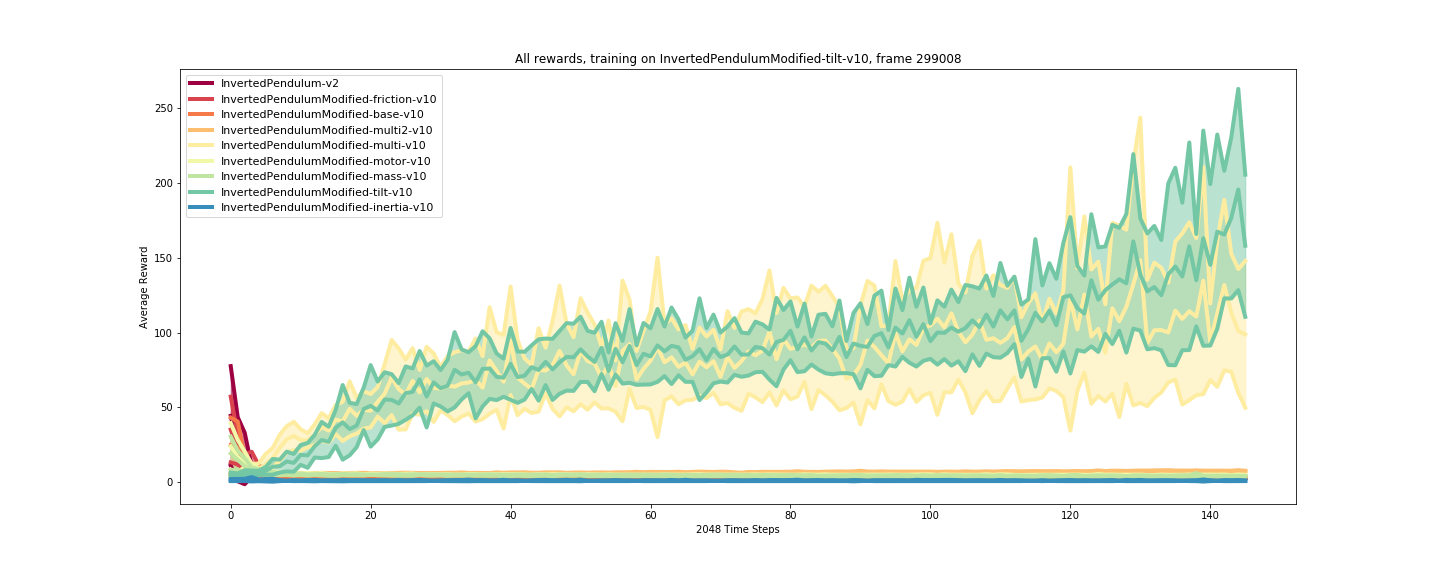 All rewards, training on InvertedPendulumModified-tilt-v10, frame 299008
InvertedPendulum-v2
InvertedPendulumModified-friction-v10
InvertedPendulumModified-base-v10
InvertedPendulumModified-multi2-v10
InvertedPendulumModified-multi-v10
InvertedPendulumModified-motor-v10
InvertedPendulumModified-mass-v10
InvertedPendulumModified-tilt-v10
InvertedPendulumModified-inertia-v10
Average Reward
250
200
150
100
50
0
0 20 40 60 80 100 120 140
2048 Time Steps